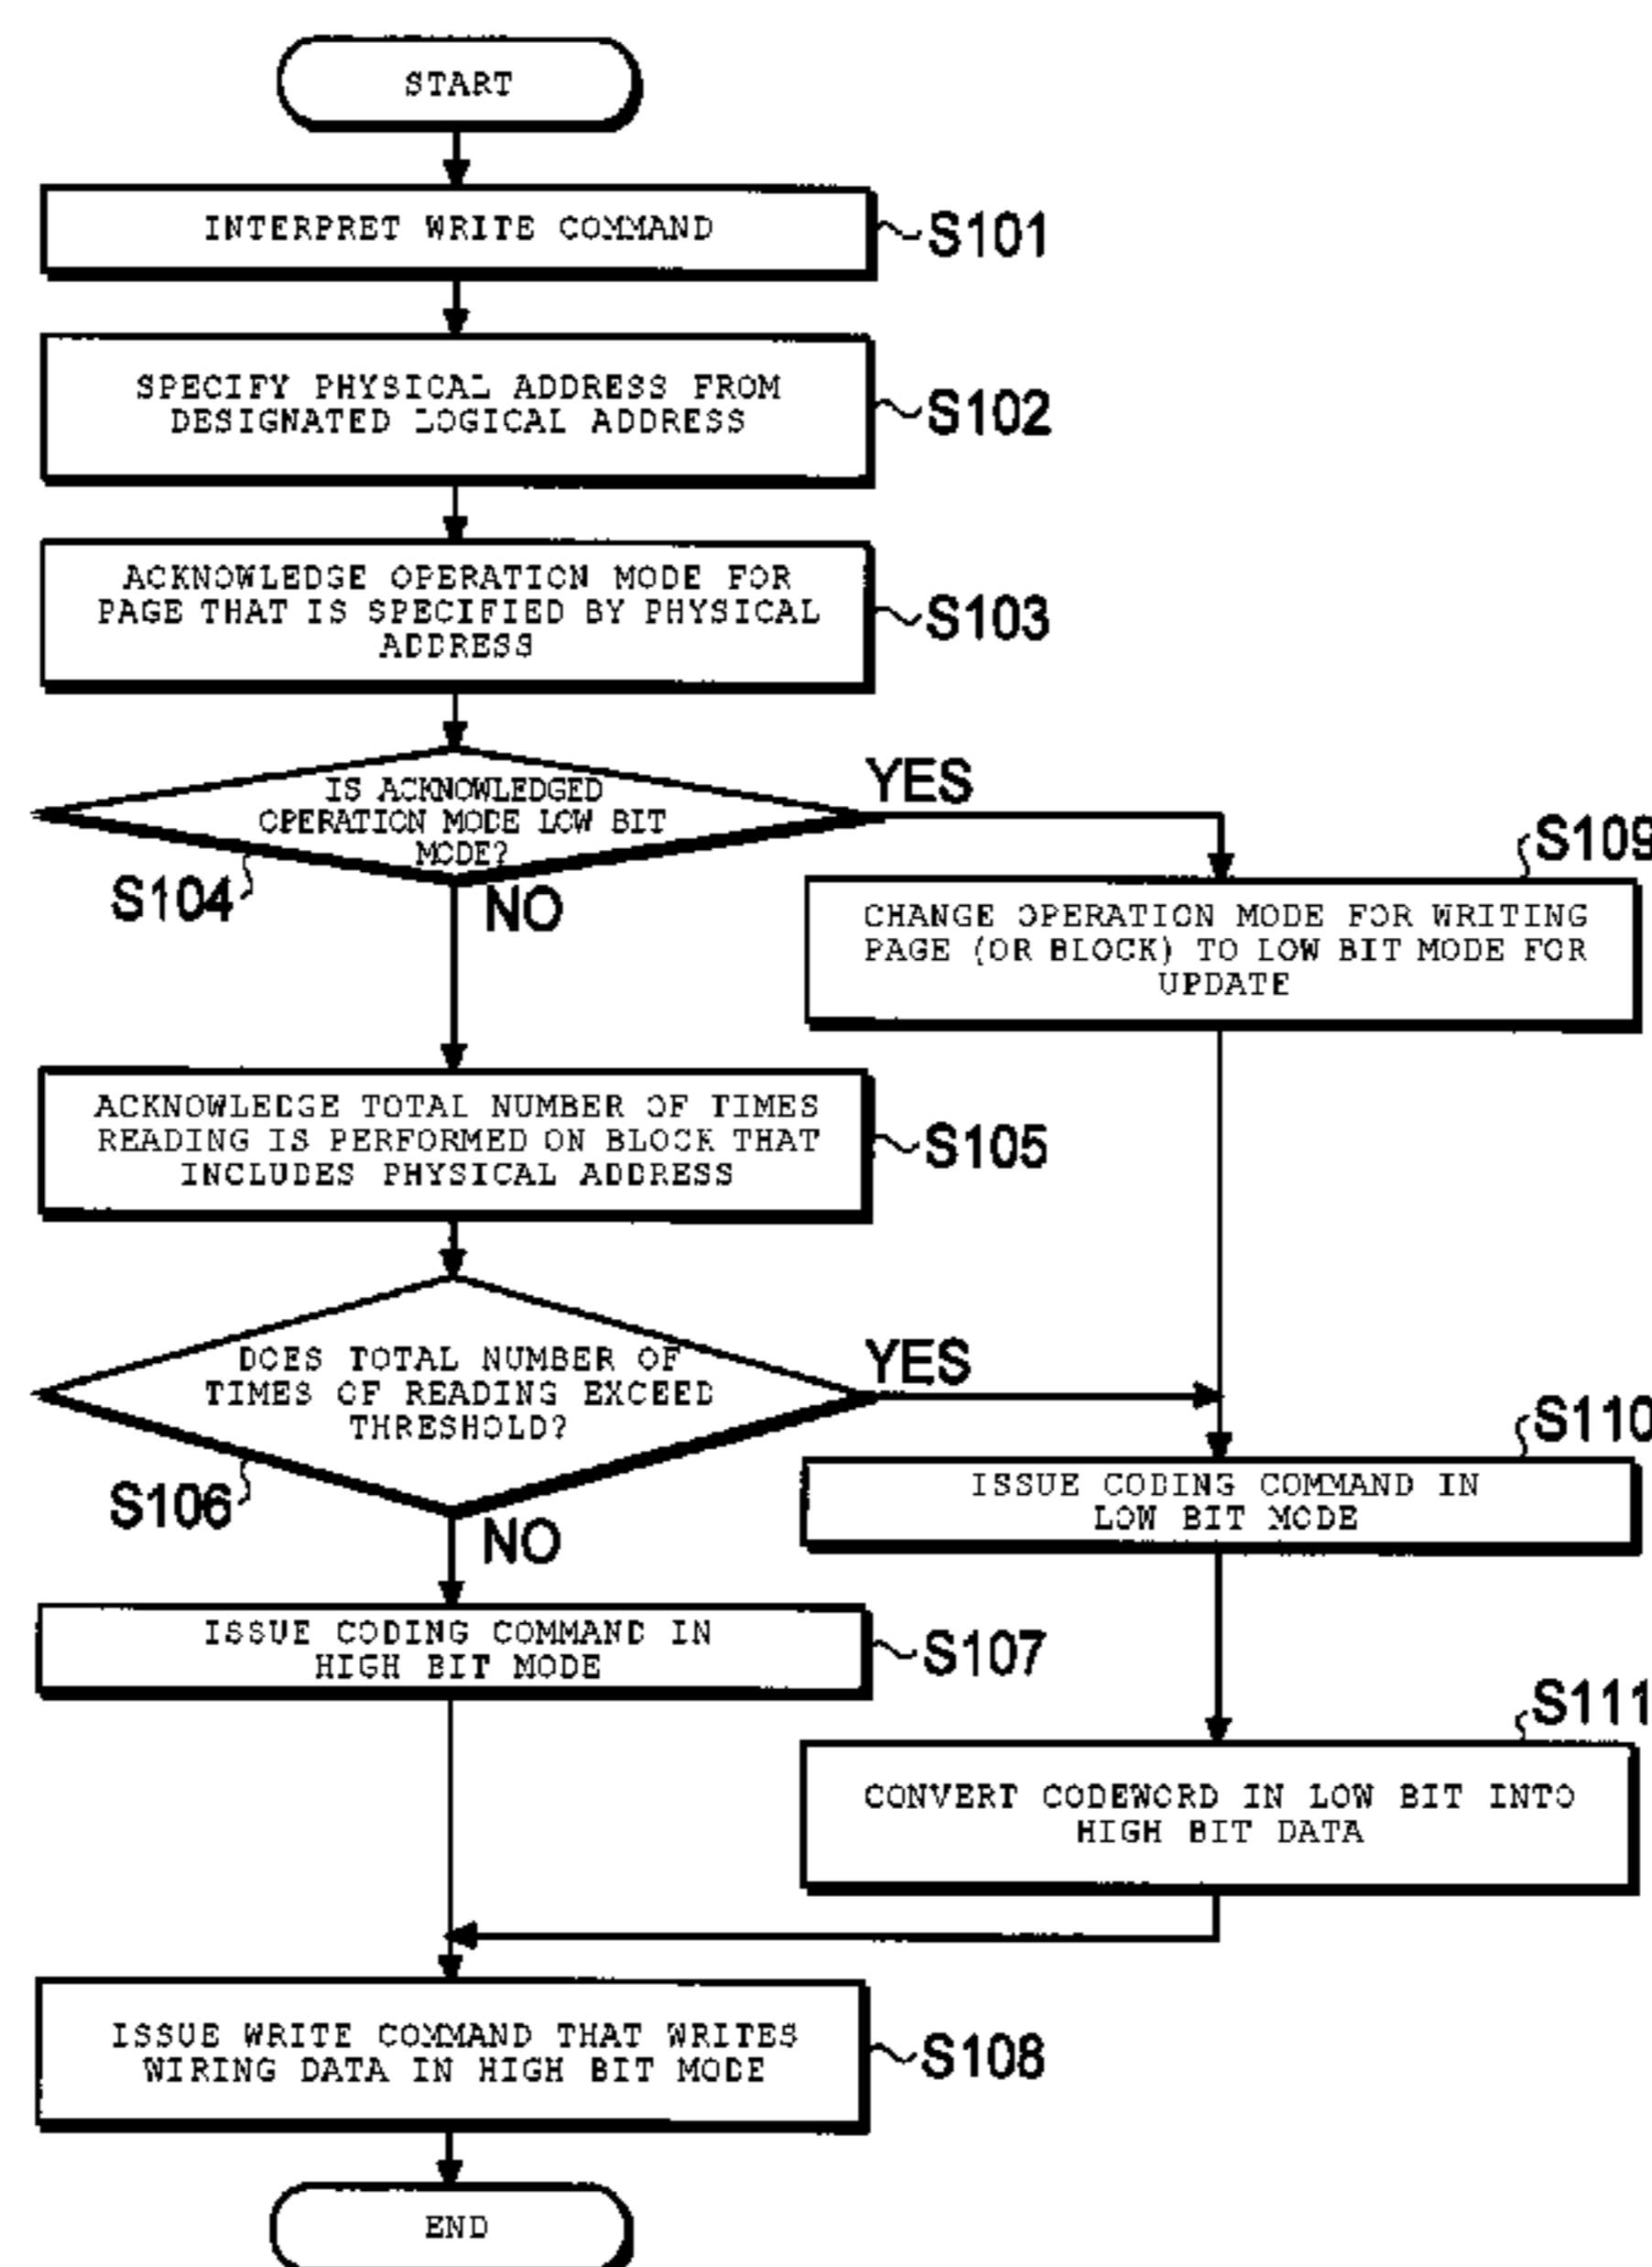 START
INTERPRET WRITE COMMAND
S101
SPECIFY PHYSICAL ADDRESS FROM
DESIGNATED LOGICAL ADDRESS
S102
ACKNOWLEDGE OPERATION MODE FOR
PAGE THAT IS SPECIFIED BY PHYSICAL
ADDRESS
S103
IS ACKNOWLEDGED
OPERATION MODE LOW BIT
MODE?
S104
YES
NO
S109
CHANGE OPERATION MODE FOR WRITING
PAGE (OR BLOCK) TO LOW BIT MODE FOR
UPDATE
ACKNOWLEDGE TOTAL NUMBER OF TIMES
READING IS PERFORMED ON BLOCK THAT
INCLUDES PHYSICAL ADDRESS
S105
DOES TOTAL NUMBER OF
TIMES OF READING EXCEED
THRESHOLD?
S106
YES
NO
S110
ISSUE CODING COMMAND IN
LOW BIT MODE
ISSUE CODING COMMAND IN
HIGH BIT MODE
S107
S111
CONVERT CODEWORD IN LOW BIT INTO
HIGH BIT DATA
ISSUE WRITE COMMAND THAT WRITES
WIRING DATA IN HIGH BIT MODE
S108
END